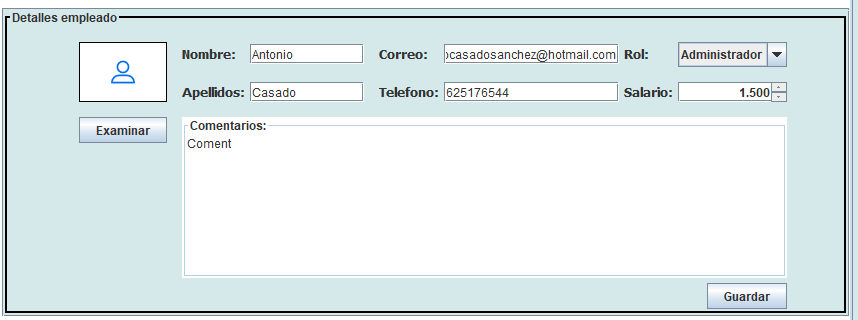 Detalles empleado
Nombre: Antonio Correo: ocasadosanchez@hotmail.com Rol: Administrador
Apellidos: Casado Telefono: 625176544 Salario: 1.500
Examinar
Comentarios:
Coment
Guardar